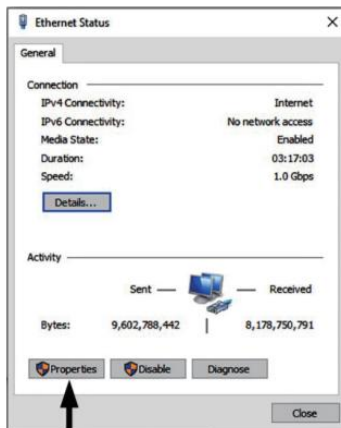 Ethernet Status
General
Connection
IPv4 Connectivity: Internet
IPv6 Connectivity: No network access
Media State: Enabled
Duration: 03:17:03
Speed: 1.0 Gbps
Details...
Activity
Sent Received
Bytes: 9,602,788,442 8,178,750,791
Properties Disable Diagnose
Close